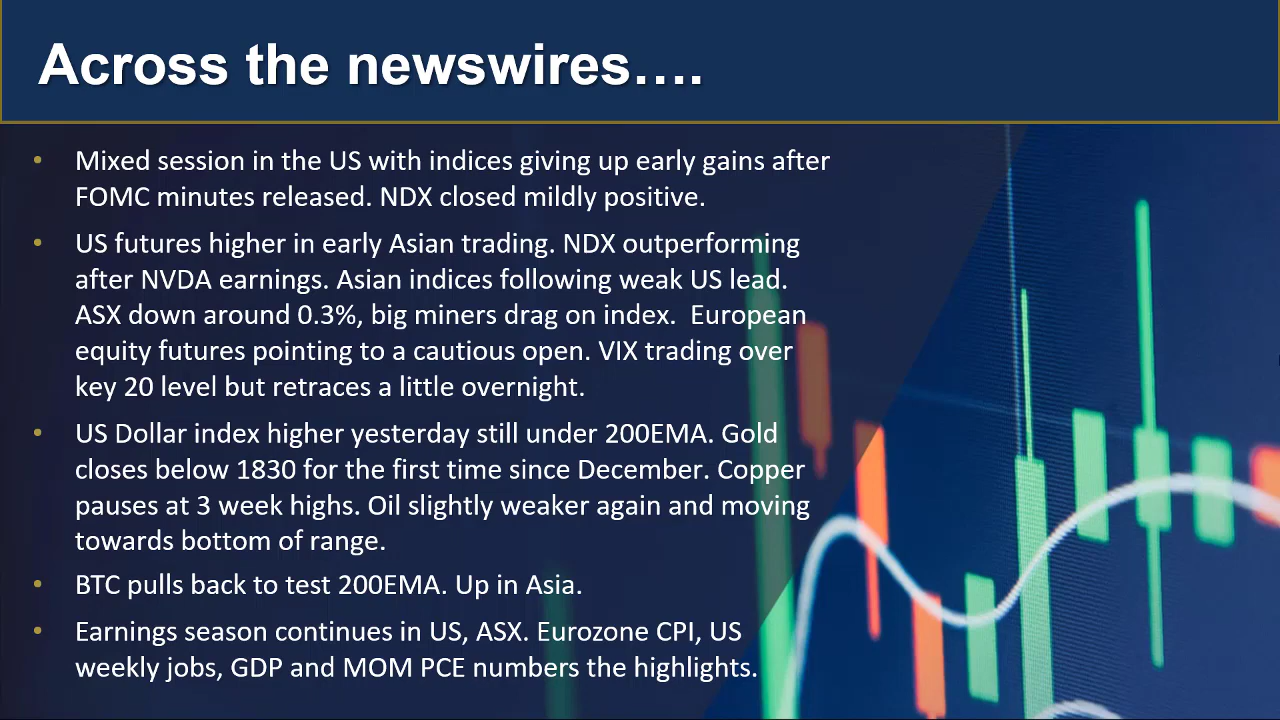 Across the newswires….
• Mixed session in the US with indices giving up early gains after
FOMC minutes released. NDX closed mildly positive.
• US futures higher in early Asian trading. NDX outperforming
after NVDA earnings. Asian indices following weak US lead.
ASX down around 0.3%, big miners drag on index.  European
equity futures pointing to a cautious open. VIX trading over
key 20 level but retraces a little overnight.
• US Dollar index higher yesterday still under 200EMA. Gold
closes below 1830 for the first time since December. Copper
pauses at 3 week highs. Oil slightly weaker again and moving
towards bottom of range.
• BTC pulls back to test 200EMA. Up in Asia.
• Earnings season continues in US, ASX. Eurozone CPI, US
weekly jobs, GDP and MOM PCE numbers the highlights.